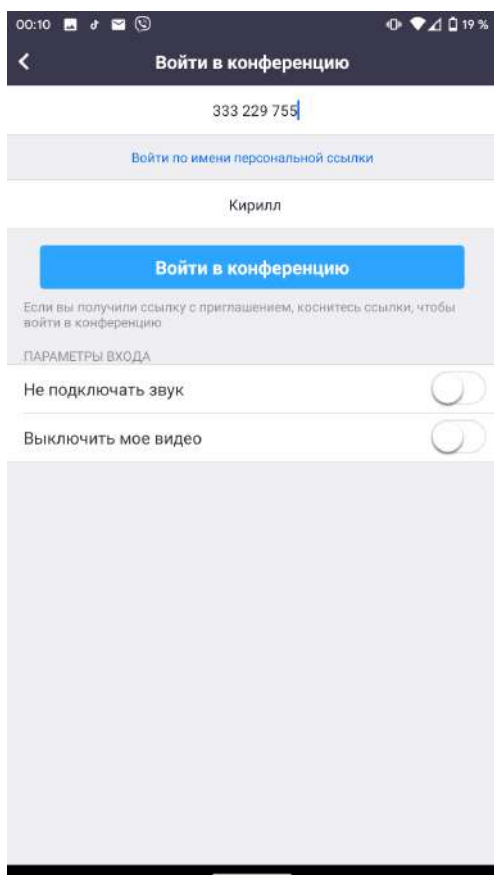 00:10 19 %
Войти в конференцию
333 229 755
Войти по имени персональной ссылки
Кирилл
Войти в конференцию
Если вы получили ссылку с приглашением, коснитесь ссылки, чтобы
войти в конференцию
ПАРАМЕТРЫ ВХОДА
Не подключать звук
Выключить мое видео